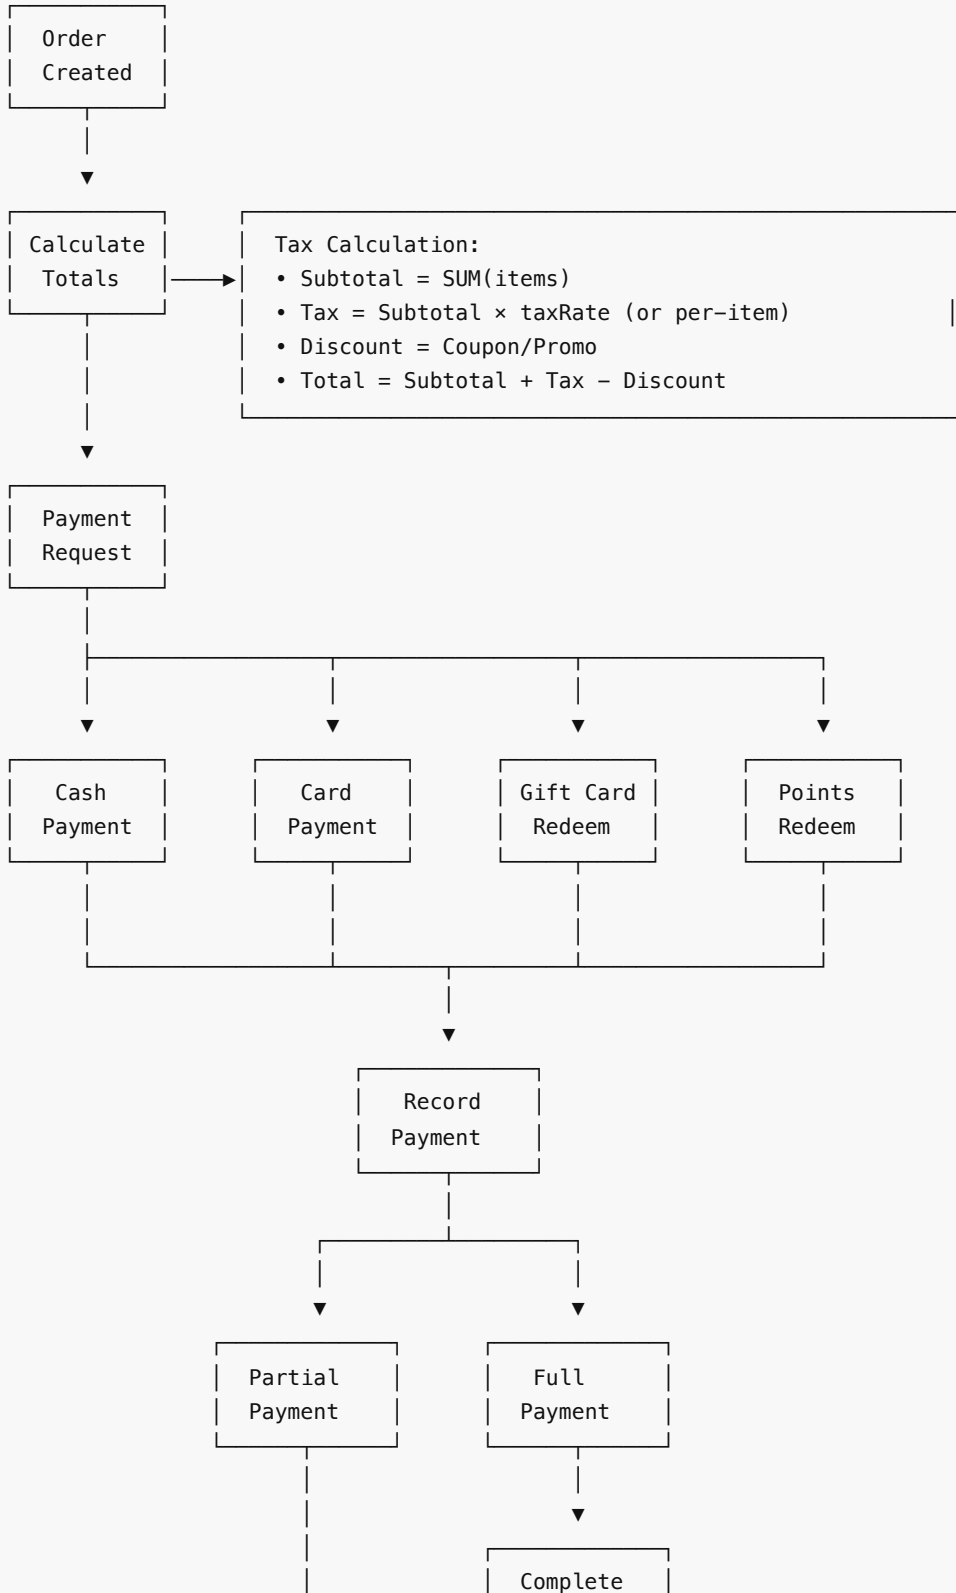 Order
Created
Calculate
Totals
Tax Calculation:
• Subtotal = SUM(items)
• Tax = Subtotal × taxRate (or per-item)
• Discount = Coupon/Promo
• Total = Subtotal + Tax - Discount
Payment
Request
Cash
Payment
Card
Payment
Gift Card
Redeem
Points
Redeem
Record
Payment
Partial
Payment
Full
Payment
Complete